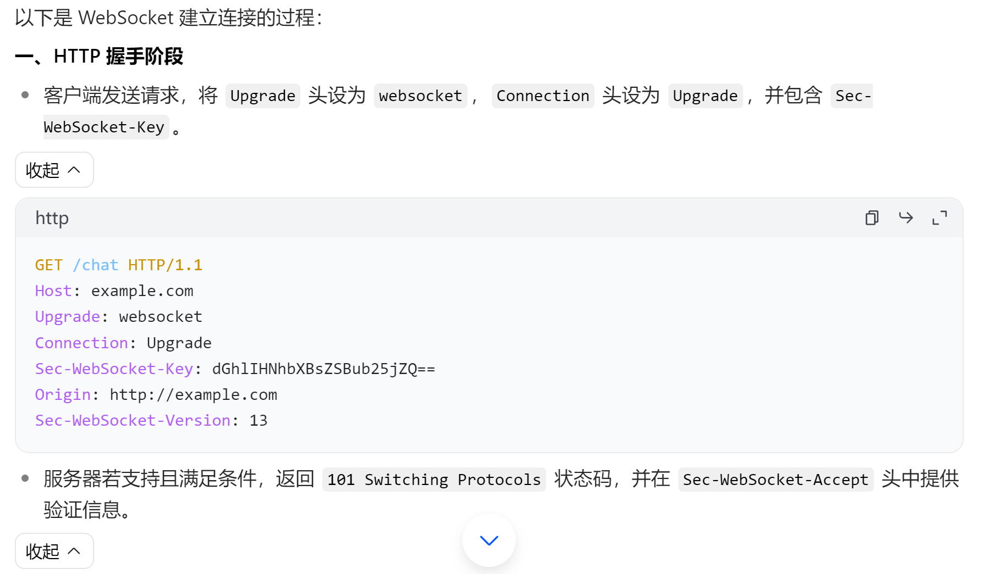 以下是 WebSocket 建立连接的过程：
一、HTTP 握手阶段
客户端发送请求，将 Upgrade 头设为 websocket，Connection 头设为 Upgrade，并包含 Sec-
WebSocket-Key。
收起
http
GET /chat HTTP/1.1
Host: example.com
Upgrade: websocket
Connection: Upgrade
Sec-WebSocket-Key: dGhlIHNhbXBsZSBub25jZQ==
Origin: http://example.com
Sec-WebSocket-Version: 13
服务器若支持且满足条件，返回 101 Switching Protocols 状态码，并在 Sec-WebSocket-Accept 头中提供
验证信息。
收起